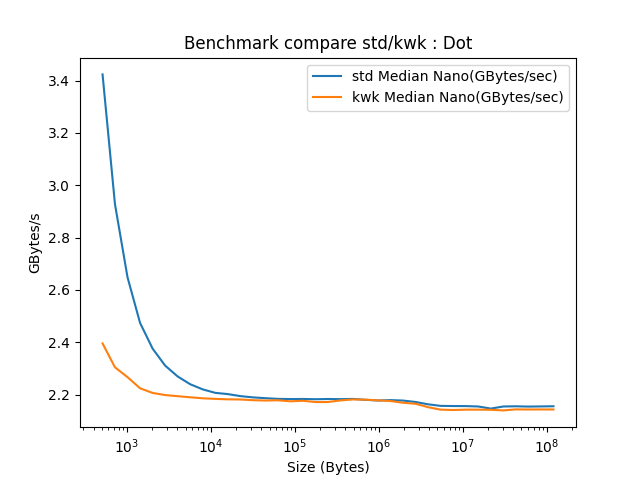 Benchmark compare std/kwk : Dot
std Median Nano(GBytes/sec)
kwk Median Nano(GBytes/sec)
GBytes/s
3.4
3.2
3.0
2.8
2.6
2.4
2.2
10³ 10⁴ 10⁵ 10⁶ 10⁷ 10⁸
Size (Bytes)